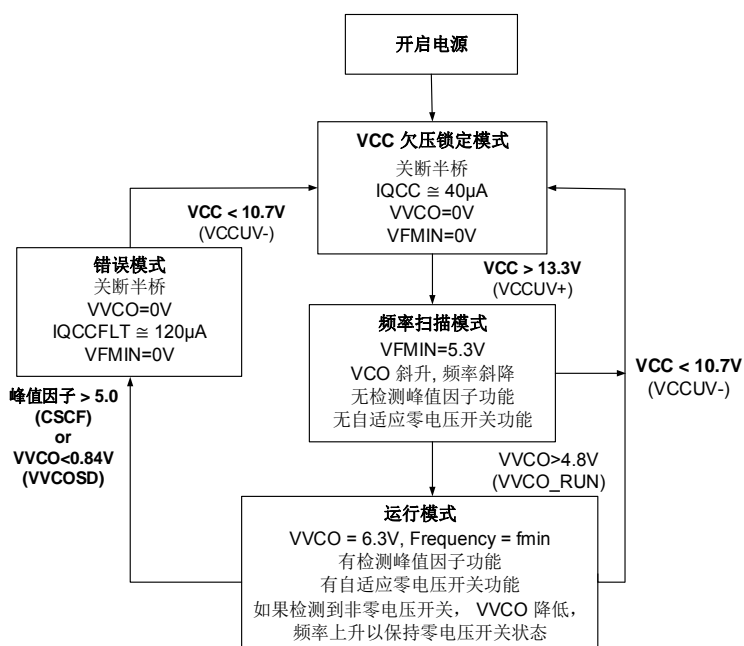 开启电源
VCC 欠压锁定模式
关断半桥
IQCC ≅ 40µA
VVCO=0V
VFMIN=0V
VCC < 10.7V
(VCCUV-)
错误模式
关断半桥
VVCO=0V
IQCCFLT ≅ 120µA
VFMIN=0V
VCC > 13.3V
(VCCUV+)
频率扫描模式
VFMIN=5.3V
VCO 斜升, 频率斜降
无检测峰值因子功能
无自适应零电压开关功能
VCC < 10.7V
(VCCUV-)
峰值因子 > 5.0
(CSCF)
or
VVCO<0.84V
(VVCOSD)
VVCO>4.8V
(VVCO_RUN)
运行模式
VVCO = 6.3V, Frequency = fmin
有检测峰值因子功能
有自适应零电压开关功能
如果检测到非零电压开关， VVCO 降低，
频率上升以保持零电压开关状态